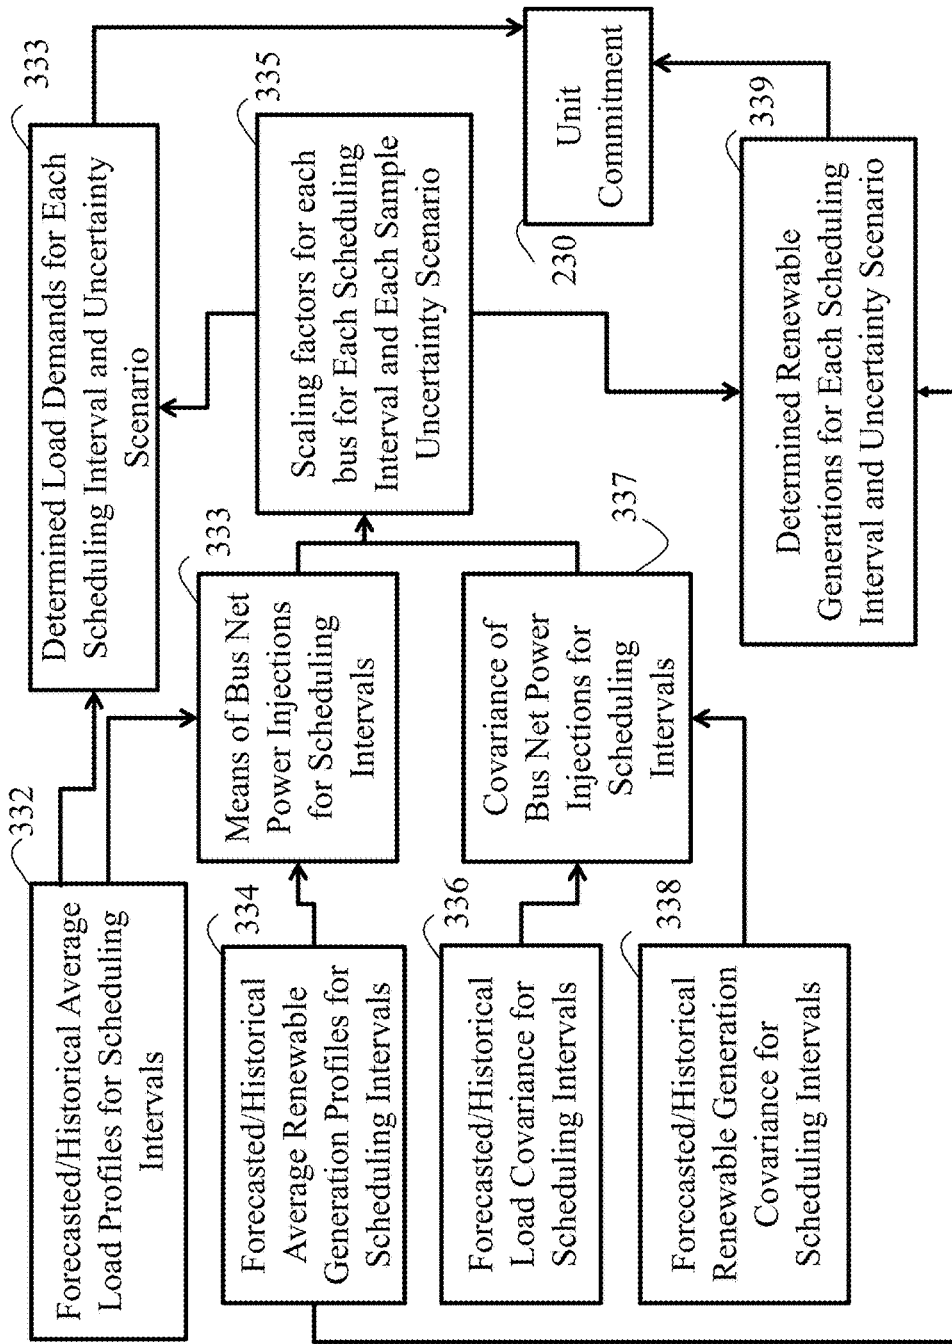 332
Forecasted/Historical Average
Load Profiles for Scheduling
Intervals
334
Forecasted/Historical
Average Renewable
Generation Profiles for
Scheduling Intervals
336
Forecasted/Historical
Load Covariance for
Scheduling Intervals
338
Forecasted/Historical
Renewable Generation
Covariance for
Scheduling Intervals
333
Means of Bus Net
Power Injections
for Scheduling
Intervals
337
Covariance of
Bus Net Power
Injections for
Scheduling
Intervals
333
Determined Load Demands for Each
Scheduling Interval and Uncertainty
Scenario
335
Scaling factors for each
bus for Each Scheduling
Interval and Each Sample
Uncertainty Scenario
230
Unit
Commitment
339
Determined Renewable
Generations for Each Scheduling
Interval and Uncertainty Scenario